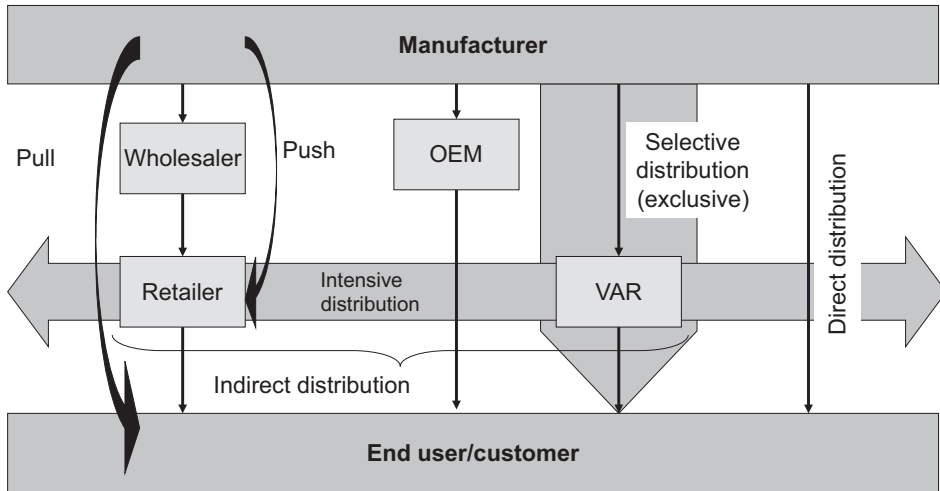 Manufacturer
Pull
Wholesaler
Push
OEM
Selective
distribution
(exclusive)
Direct distribution
Retailer
Intensive
distribution
VAR
Indirect distribution
End user/customer